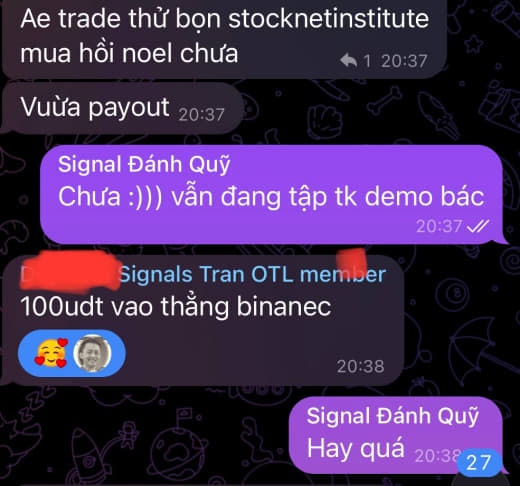 Ae trade thử bọn stocknetinstitute
mua hồi noel chưa
1 20:37
Vuừa payout 20:37
Signal Đánh Quỹ
Chưa :))) vẫn đang tập tk demo bác
20:37
Signals Tran OTL member
100udt vao thẳng binanec
20:38
Signal Đánh Quỹ
Hay quá 20:38
27